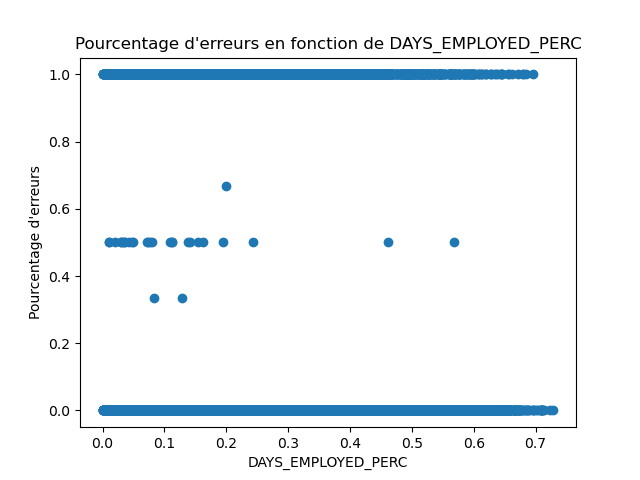 Pourcentage d'erreurs en fonction de DAYS_EMPLOYED_PERC
Pourcentage d'erreurs
1.0
0.8
0.6
0.4
0.2
0.0
0.0 0.1 0.2 0.3 0.4 0.5 0.6 0.7
DAYS_EMPLOYED_PERC